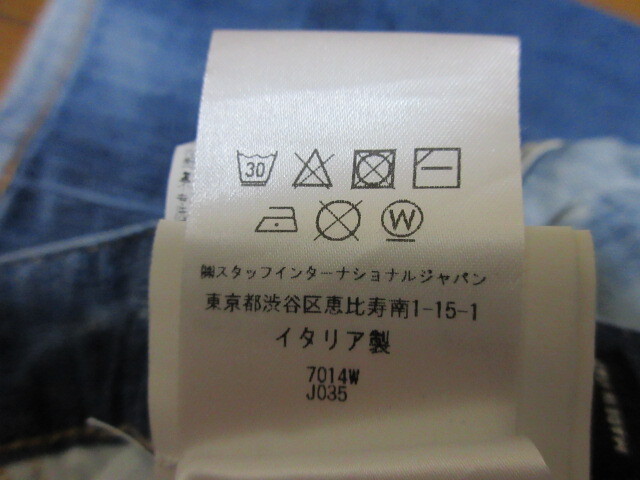 30
W
㈱スタッフインターナショナルジャパン
東京都渋谷区恵比寿南1-15-1
イタリア製
7014W
J035